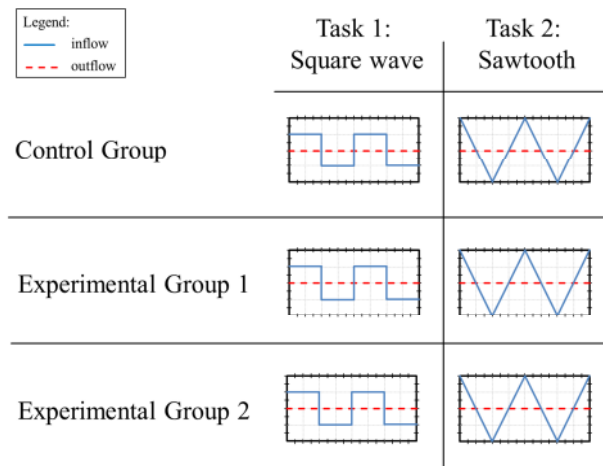 Legend:
inflow
outflow
Task 1:
Square wave
Task 2:
Sawtooth
Control Group
Experimental Group 1
Experimental Group 2